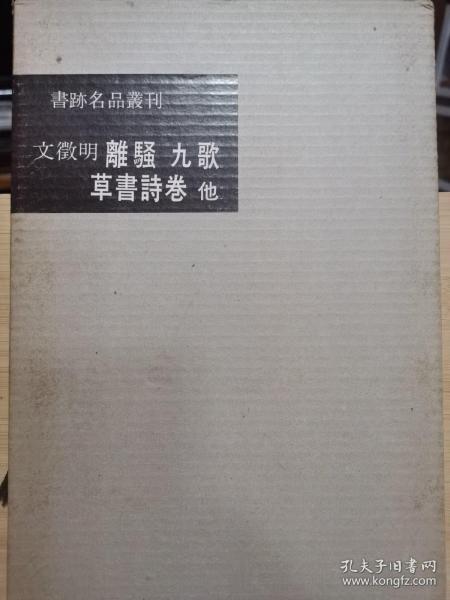 書跡名品叢刊
文徵明 離騷 九歌
草書詩巻 他
孔夫子旧书网
www.kongfz.com